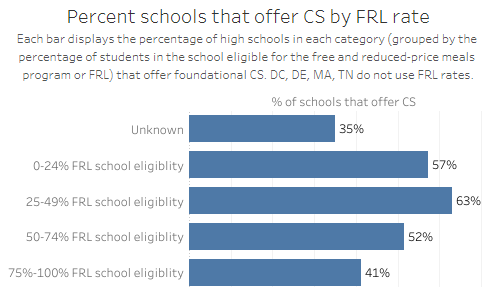 Percent schools that offer CS by FRL rate
Each bar displays the percentage of high schools in each category (grouped by the
percentage of students in the school eligible for the free and reduced-price meals
program or FRL) that offer foundational CS. DC, DE, MA, TN do not use FRL rates.
% of schools that offer CS
Unknown 35%
0-24% FRL school eligiblity 57%
25-49% FRL school eligiblity 63%
50-74% FRL school eligiblity 52%
75%-100% FRL school eligiblity 41%